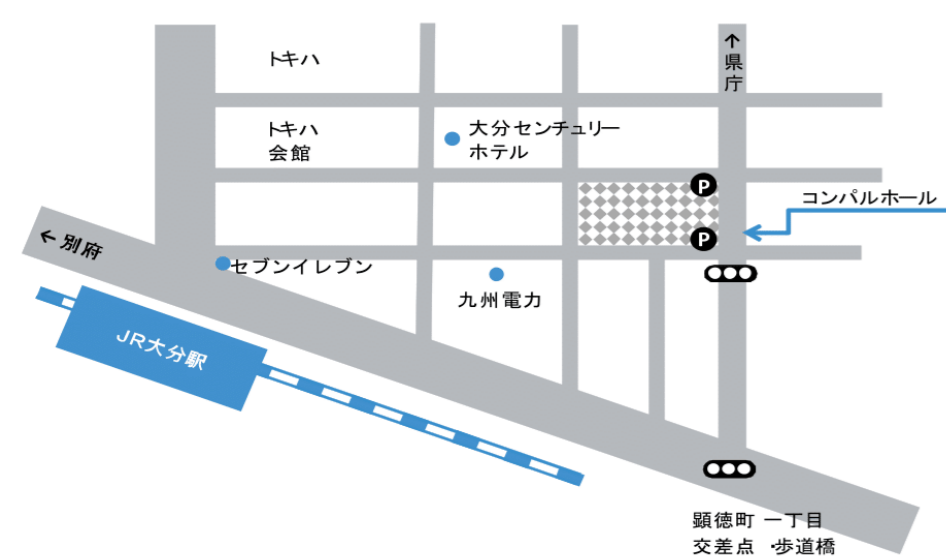 トキハ
↑県庁
トキハ
会館
大分センチュリー
ホテル
P
コンパルホール
P
←別府
セブンイレブン
九州電力
JR大分駅
顕徳町 一丁目
交差点 ・歩道橋